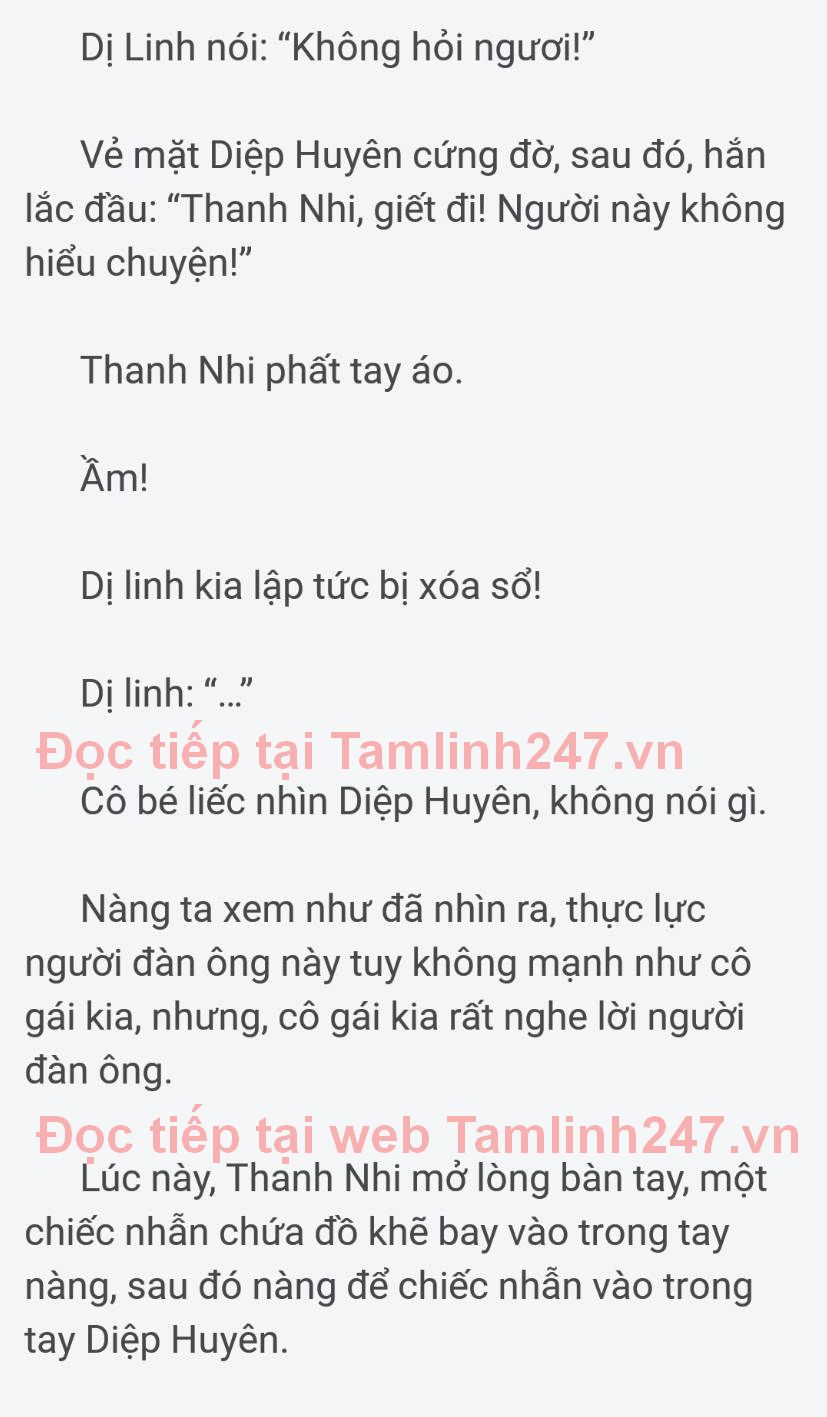 Dị Linh nói: “Không hỏi ngươi!”
Vẻ mặt Diệp Huyên cứng đờ, sau đó, hắn
lắc đầu: “Thanh Nhi, giết đi! Người này không
hiểu chuyện!”
Thanh Nhi phất tay áo.
Ầm!
Dị linh kia lập tức bị xóa sổ!
Dị linh: “...”
Đọc tiếp tại Tamlinh247.vn
Cô bé liếc nhìn Diệp Huyên, không nói gì.
Nàng ta xem như đã nhìn ra, thực lực
người đàn ông này tuy không mạnh như cô
gái kia, nhưng, cô gái kia rất nghe lời người
đàn ông.
Đọc tiếp tại web Tamlinh247.vn
Lúc này, Thanh Nhi mở lòng bàn tay, một
chiếc nhẫn chứa đồ khẽ bay vào trong tay
nàng, sau đó nàng để chiếc nhẫn vào trong
tay Diệp Huyên.